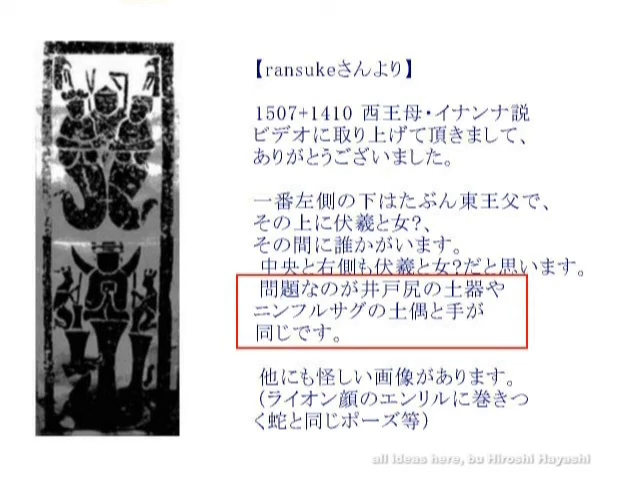 【ransukeさんより】
1507+1410 西王母・イナンナ説
ビデオに取り上げて頂きまして、
ありがとうございました。
一番左側の下はたぶん東王父で、
その上に伏羲と女?、
その間に誰かがいます。
中央と右側も伏羲と女?だと思います。
問題なのが井戸尻の土器や
ニンフルサグの土偶と手が
同じです。
他にも怪しい画像があります。
(ライオン顔のエンリルに巻きつ
く蛇と同じポーズ等)
all ideas here, bu Hiroshi Hayashi